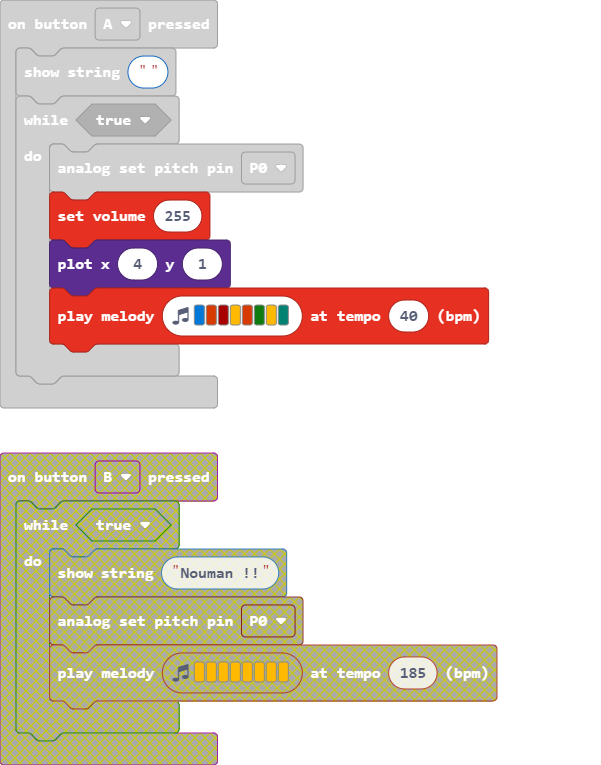 on button A pressed
show string " "
while true
do
analog set pitch pin P0
set volume 255
plot x 4 y 1
play melody at tempo 40 (bpm)
on button B pressed
while true
do
show string "Nouman !!"
analog set pitch pin P0
play melody at tempo 185 (bpm)